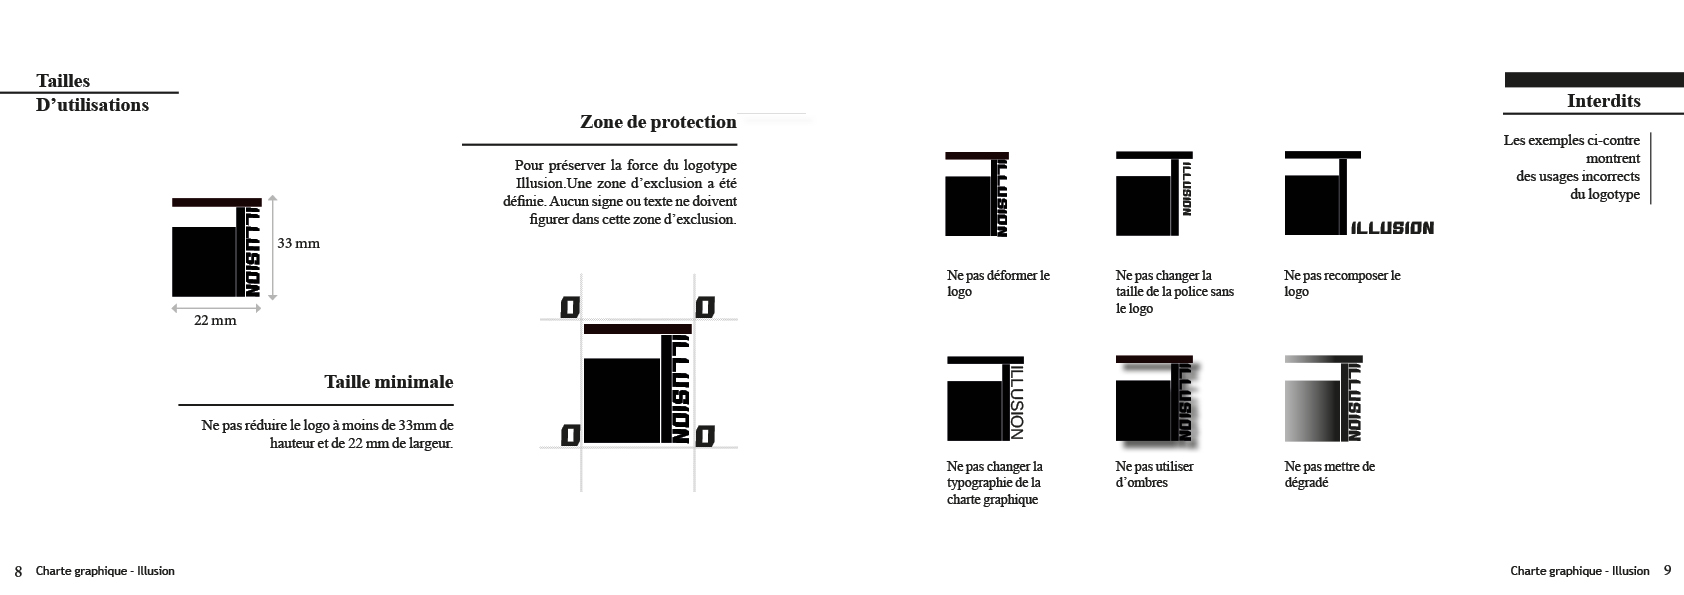 Tailles
D’utilisations
ILLUSION
33 mm
22 mm
Taille minimale
Ne pas réduire le logo à moins de 33mm de
hauteur et de 22 mm de largeur.
Zone de protection
Pour préserver la force du logotype
Illusion.Une zone d’exclusion a été
définie. Aucun signe ou texte ne doivent
figurer dans cette zone d’exclusion.
O O
ILLUSION
O O
8 Charte graphique - Illusion
ILLUSION
Ne pas déformer le
logo
ILLUSION
Ne pas changer la
taille de la police sans
le logo
ILLUSION
Ne pas recomposer le
logo
ILLUSION
Ne pas changer la
typographie de la
charte graphique
ILLUSION
Ne pas utiliser
d’ombres
ILLUSION
Ne pas mettre de
dégradé
Interdits
Les exemples ci-contre
montrent
des usages incorrects
du logotype
Charte graphique - Illusion 9